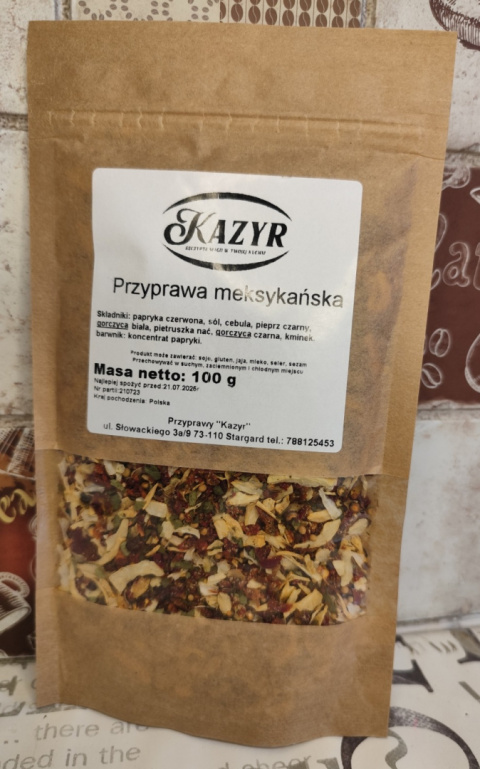 KAZYR
Przyprawa meksykańska
Składniki: papryka czerwona, sól, cebula, pieprz czarny,
gorczyca biała, pietruszka nać, gorczyca czarna, kminek,
barwnik: koncentrat papryki.
Produkt może zawierać: soję, gluten, jaja, mleko, seler, sezam
Przechowywać w suchym, zaciemnionym i chłodnym miejscu
Masa netto: 100 g
Najlepiej spożyć przed:21.07.2026r
Nr partii:210723
Kraj pochodzenia: Polska
Przyprawy "Kazyr"
ul. Słowackiego 3a/9 73-110 Stargard tel.: 788125453
... there are
ded in the